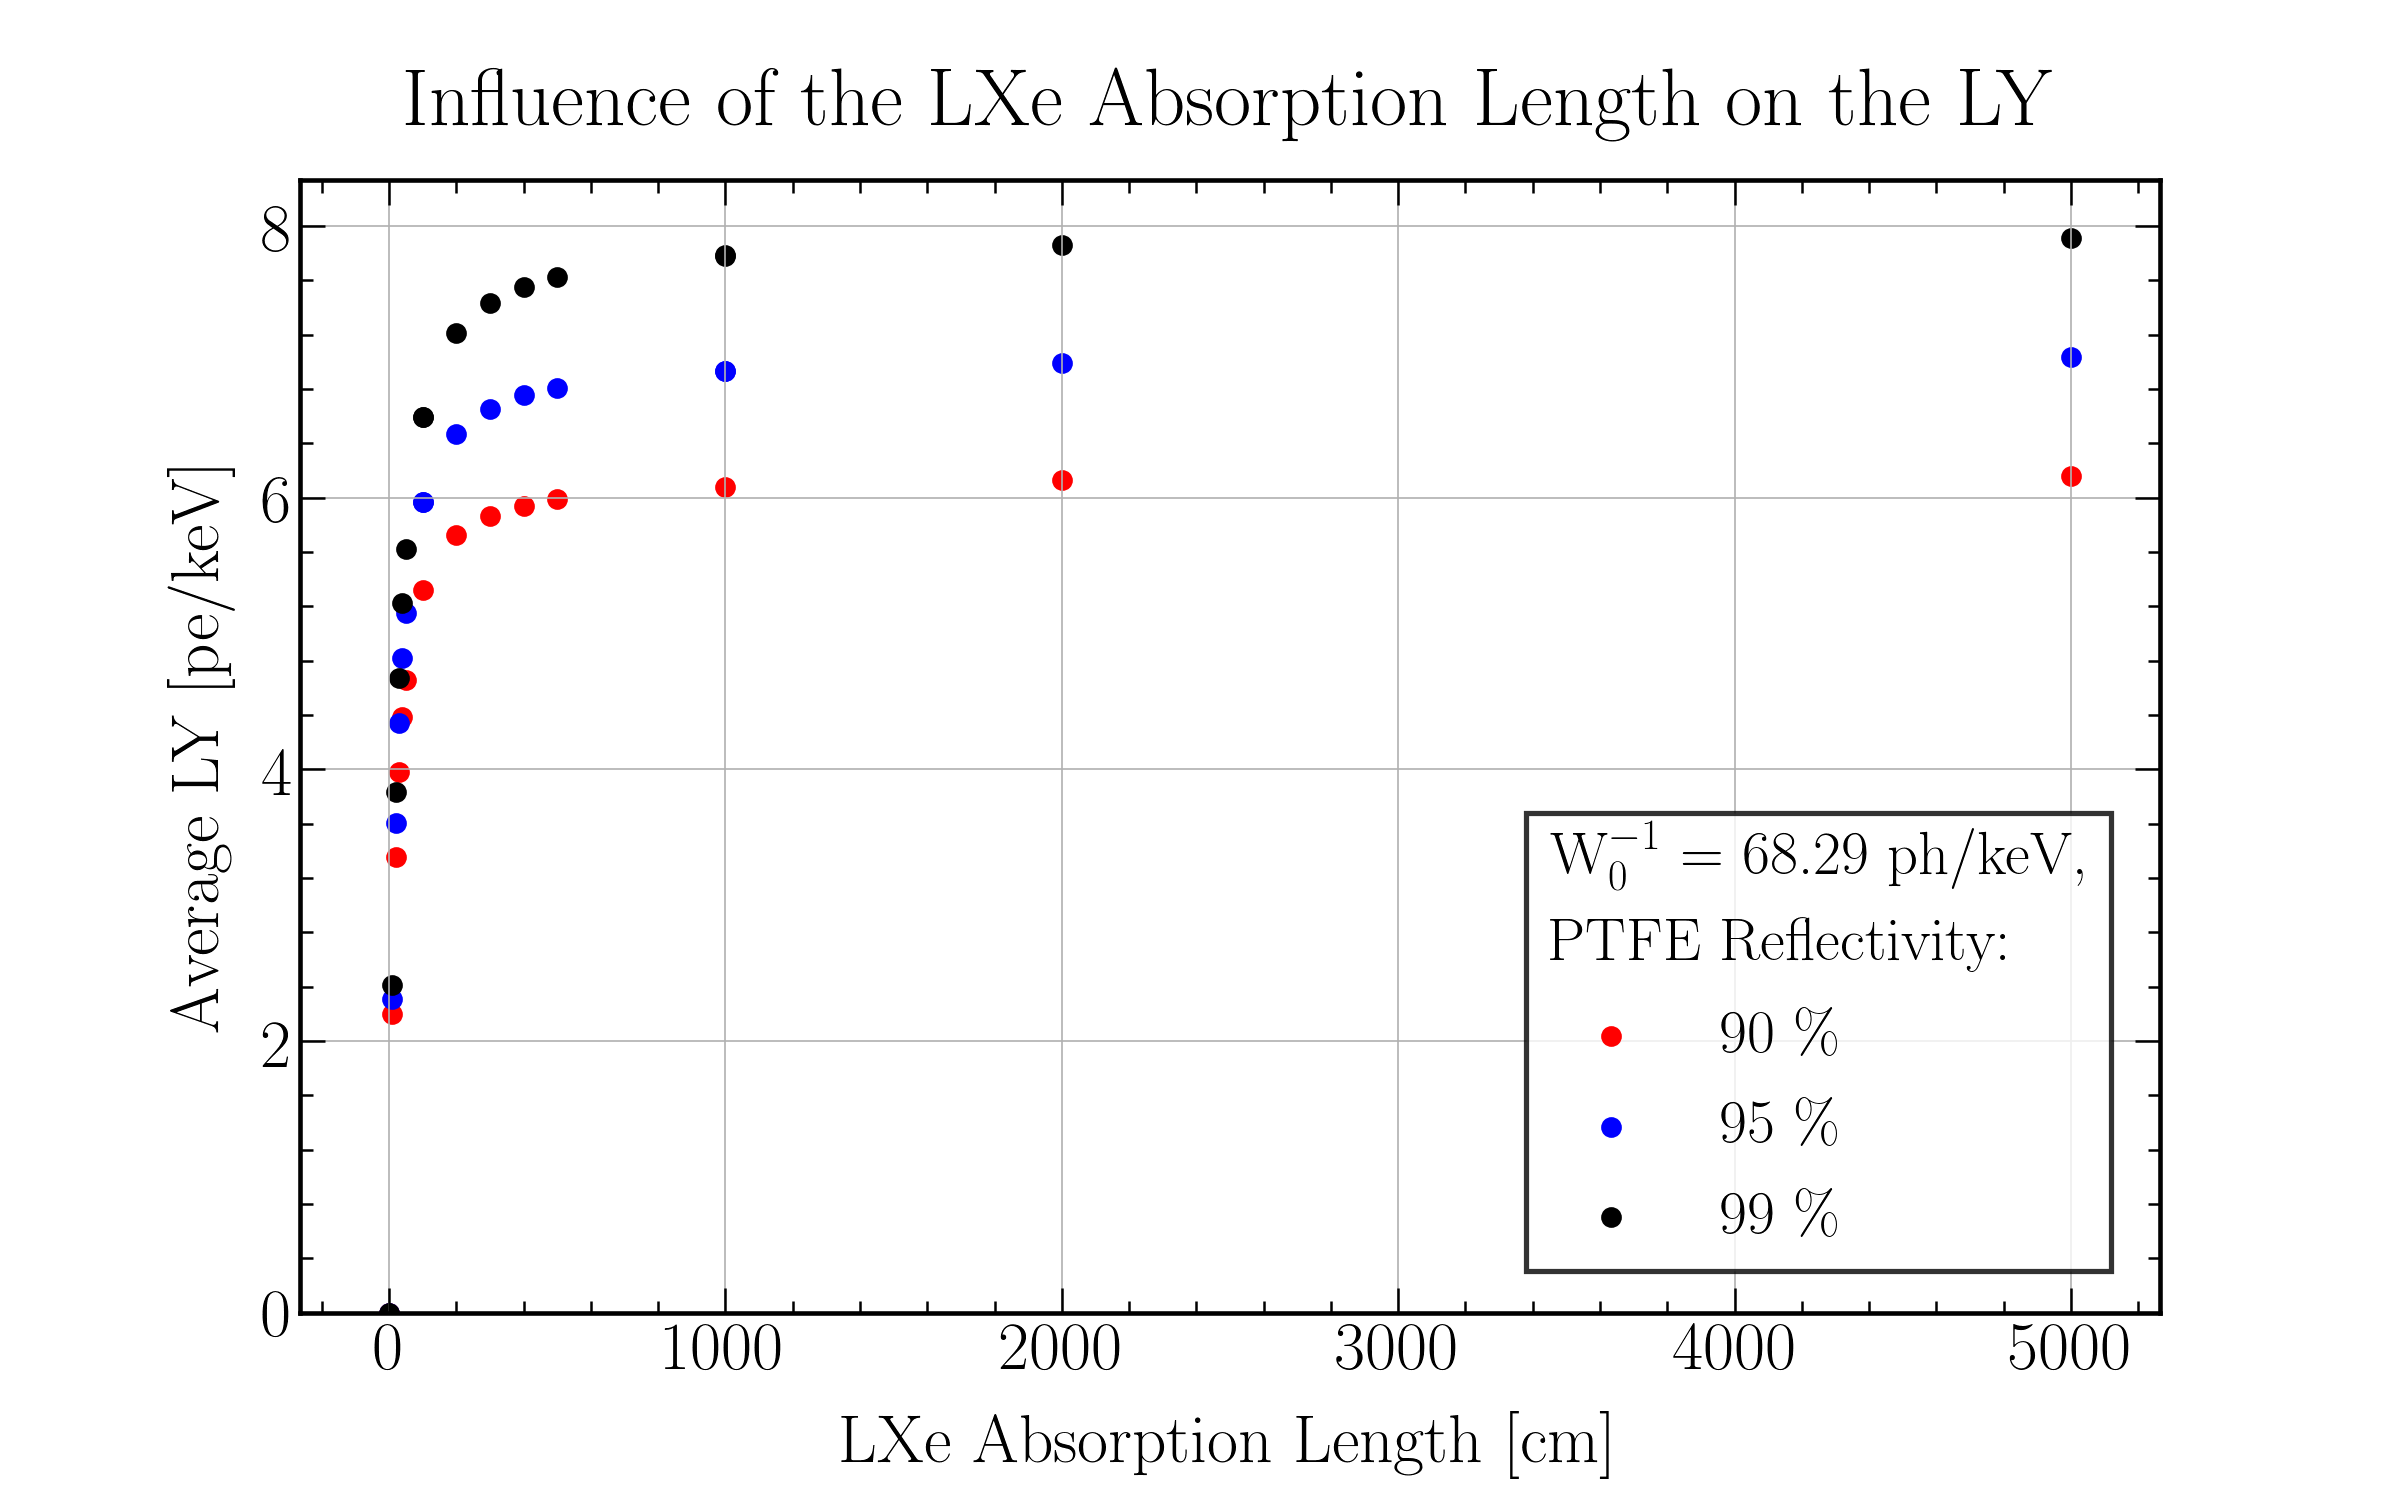 Influence of the LXe Absorption Length on the LY
Average LY [pe/keV]
8
6
4
2
0
W₀⁻¹ = 68.29 ph/keV,
PTFE Reflectivity:
90 %
95 %
99 %
0 1000 2000 3000 4000 5000
LXe Absorption Length [cm]